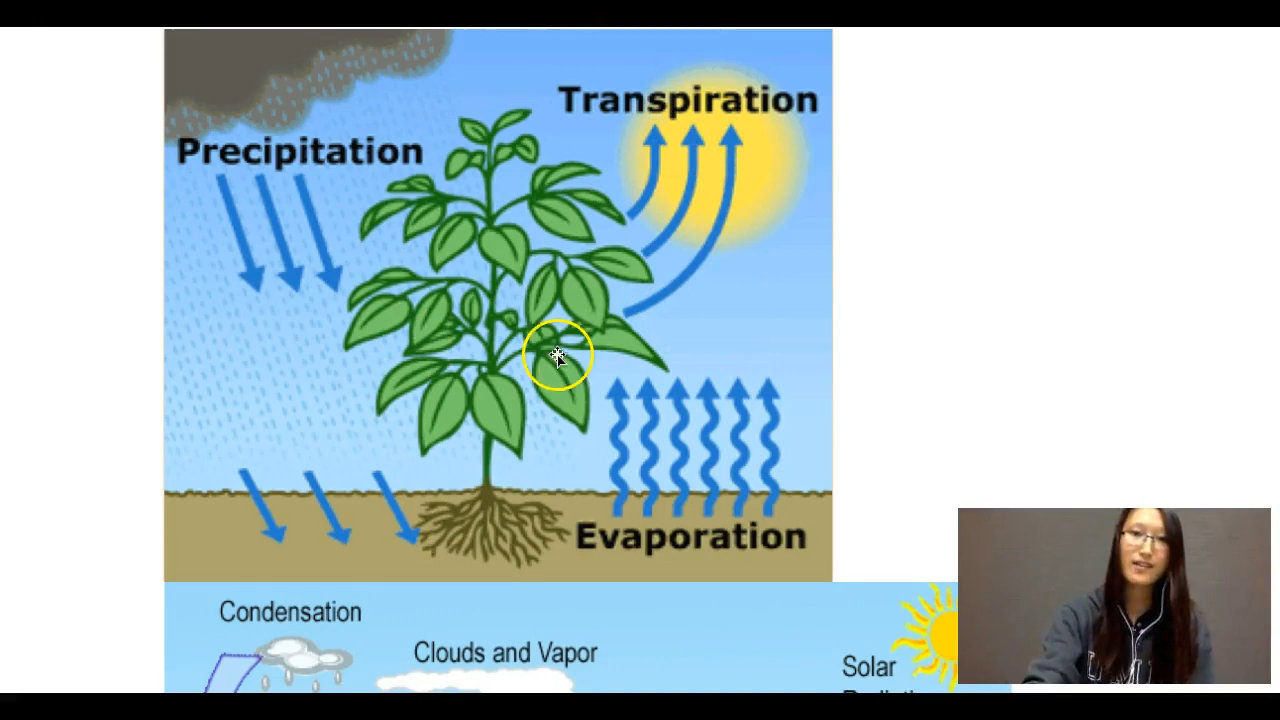 Transpiration
Precipitation
Evaporation
Condensation
Clouds and Vapor
Solar